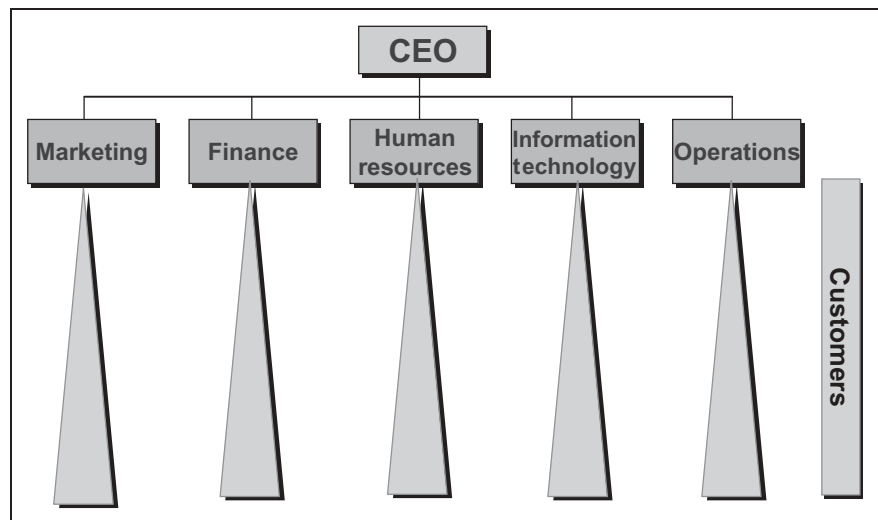 CEO
Marketing
Finance
Human
resources
Information
technology
Operations
Customers